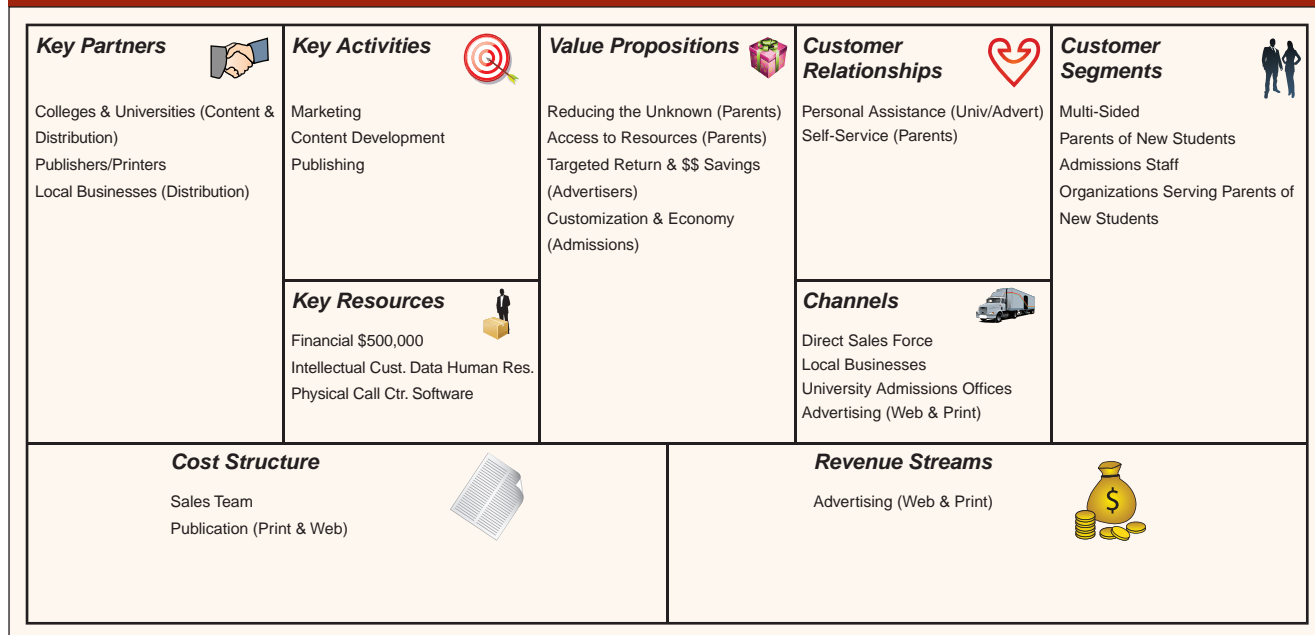 Key Partners
Colleges & Universities (Content &
Distribution)
Publishers/Printers
Local Businesses (Distribution)
Key Activities
Marketing
Content Development
Publishing
Key Resources
Financial $500,000
Intellectual Cust. Data Human Res.
Physical Call Ctr. Software
Value Propositions
Reducing the Unknown (Parents)
Access to Resources (Parents)
Targeted Return & $$ Savings
(Advertisers)
Customization & Economy
(Admissions)
Customer
Relationships
Personal Assistance (Univ/Advert)
Self-Service (Parents)
Channels
Direct Sales Force
Local Businesses
University Admissions Offices
Advertising (Web & Print)
Customer
Segments
Multi-Sided
Parents of New Students
Admissions Staff
Organizations Serving Parents of
New Students
Cost Structure
Sales Team
Publication (Print & Web)
Revenue Streams
Advertising (Web & Print)
$